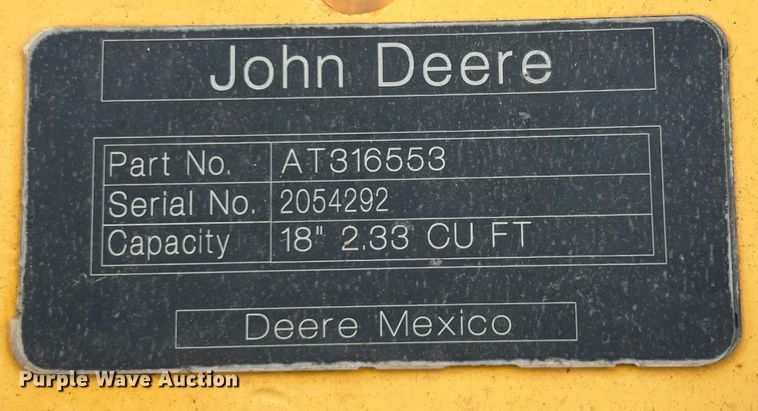 John Deere
Part No. AT316553
Serial No. 2054292
Capacity 18" 2.33 CU FT
Deere Mexico
Purple Wave Auction